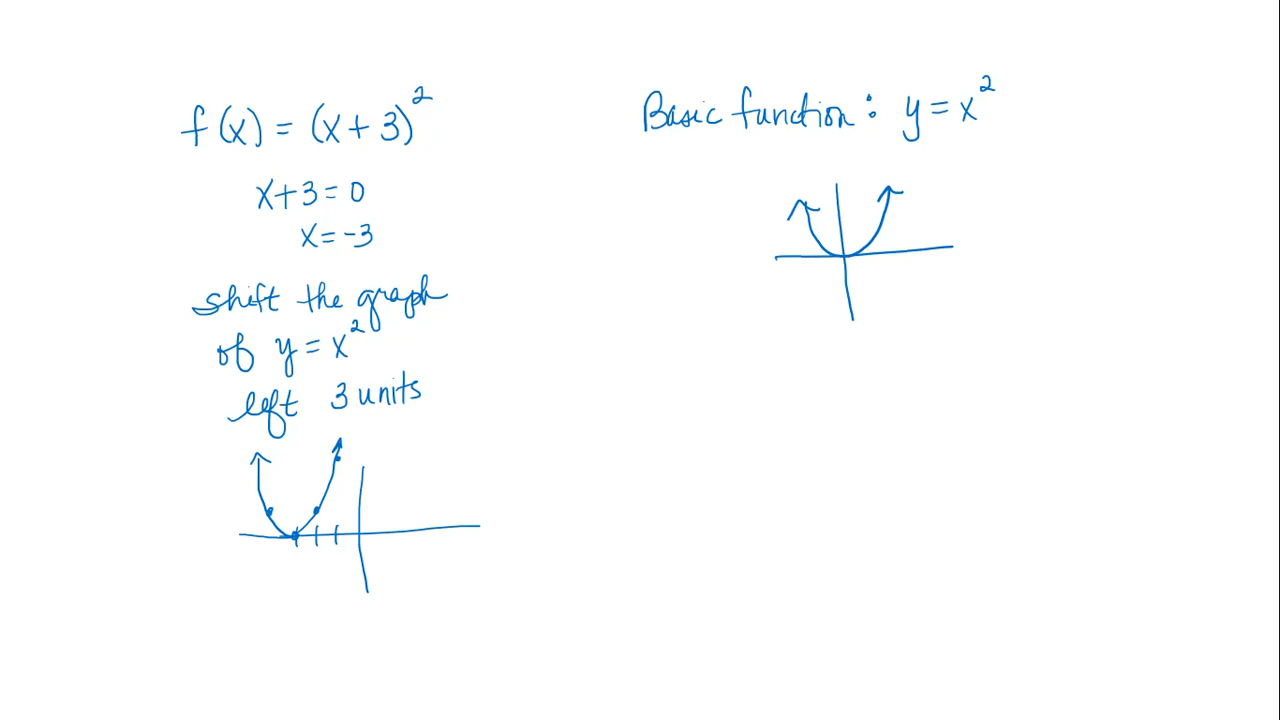 f(x) = (x+3)²
x+3=0
x=-3
shift the graph
of y = x²
left 3 units
Basic function: y = x²